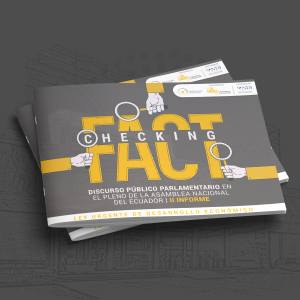 FACT
CHECKING
DISCURSO PÚBLICO PARLAMENTARIO EN
EL PLENO DE LA ASAMBLEA NACIONAL
DEL ECUADOR | II INFORME
LEY URGENTE DE DESARROLLO ECONÓMICO